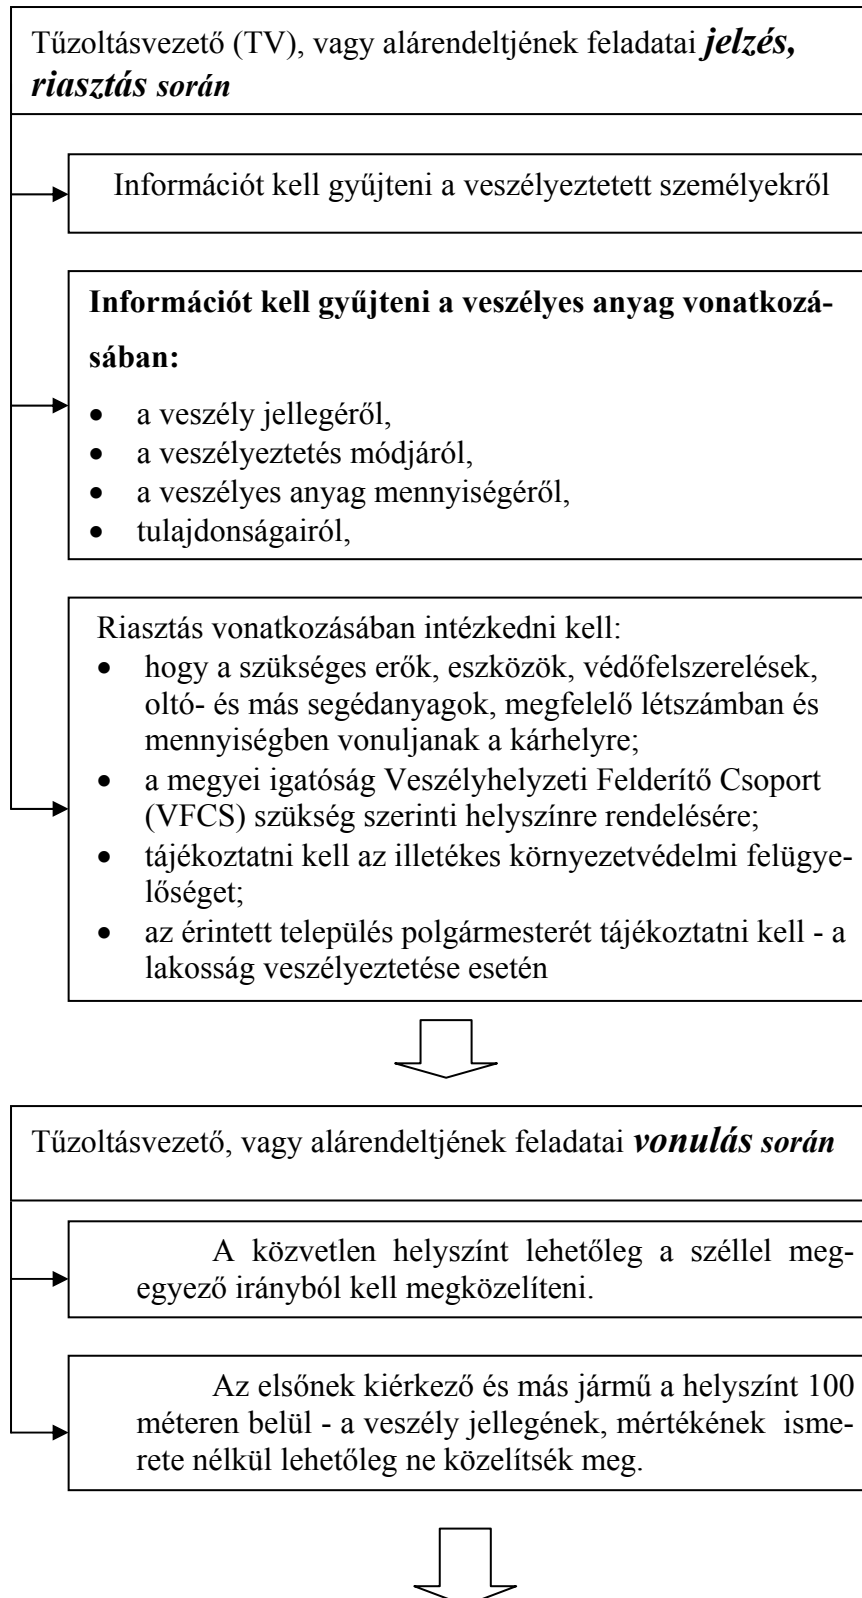 Tűzoltásvezető (TV), vagy alárendeltjének feladatai jelzés,
riasztás során
Információt kell gyűjteni a veszélyeztetett személyekről
Információt kell gyűjteni a veszélyes anyag vonatkozá-
sában:
• a veszély jellegéről,
• a veszélyeztetés módjáról,
• a veszélyes anyag mennyiségéről,
• tulajdonságairól,
Riasztás vonatkozásában intézkedni kell:
• hogy a szükséges erők, eszközök, védőfelszerelések,
oltó- és más segédanyagok, megfelelő létszámban és
mennyiségben vonuljanak a kárhelyre;
• a megyei igatóság Veszélyhelyzeti Felderítő Csoport
(VFCS) szükség szerinti helyszínre rendelésére;
• tájékoztatni kell az illetékes környezetvédelmi felügye-
lőséget;
• az érintett település polgármesterét tájékoztatni kell - a
lakosság veszélyeztetése esetén
Tűzoltásvezető, vagy alárendeltjének feladatai vonulás során
A közvetlen helyszínt lehetőleg a széllel meg-
egyező irányból kell megközelíteni.
Az elsőnek kiérkező és más jármű a helyszínt 100
méteren belül - a veszély jellegének, mértékének isme-
rete nélkül lehetőleg ne közelítsék meg.